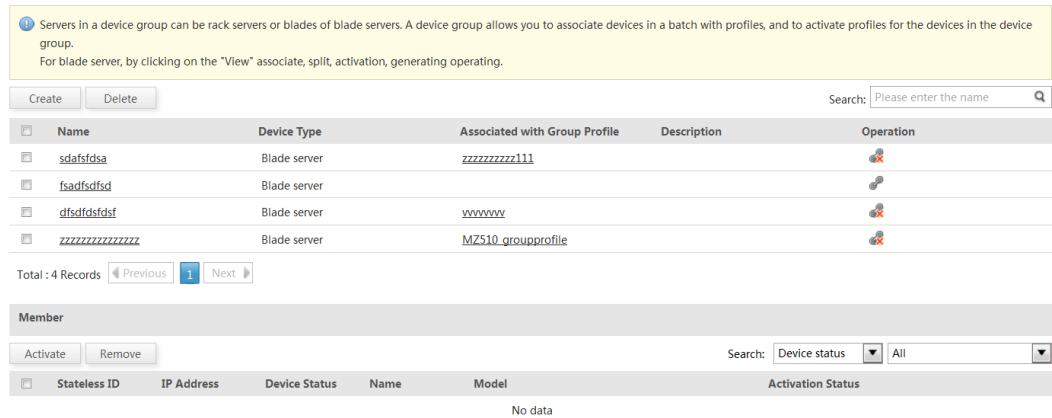 Servers in a device group can be rack servers or blades of blade servers. A device group allows you to associate devices in a batch with profiles, and to activate profiles for the devices in the device
group.
For blade server, by clicking on the "View" associate, split, activation, generating operating.
Create Delete Search: Please enter the name
Name Device Type Associated with Group Profile Description Operation
sdafsfdsa Blade server zzzzzzzzzz111
fsadfsdfsd Blade server
dfsdfdsfdsf Blade server vvvvvvvv
zzzzzzzzzzzzzzz Blade server MZ510_groupprofile
Total : 4 Records Previous 1 Next
Member
Activate Remove Search: Device status All
Stateless ID IP Address Device Status Name Model Activation Status
No data